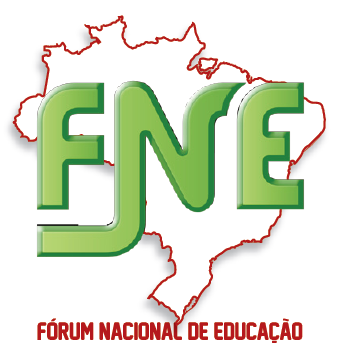 FNE
FÓRUM NACIONAL DE EDUCAÇÃO